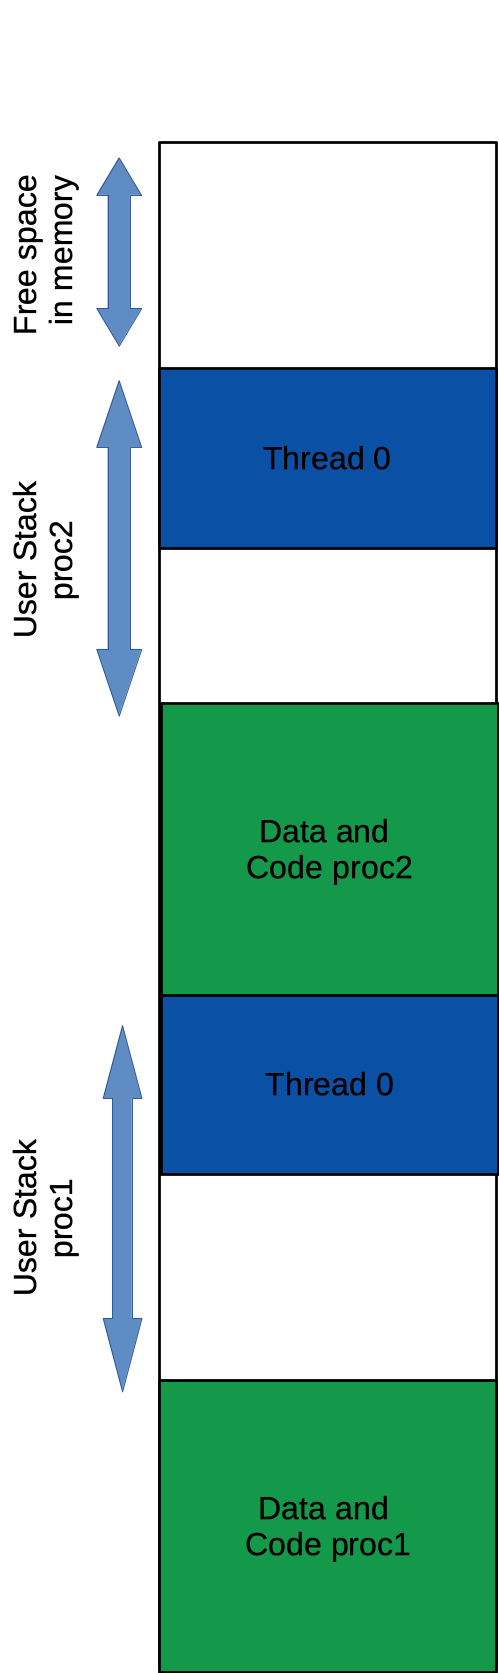 Free space
in memory
Thread 0
User Stack
proc2
Data and
Code proc2
Thread 0
User Stack
proc1
Data and
Code proc1